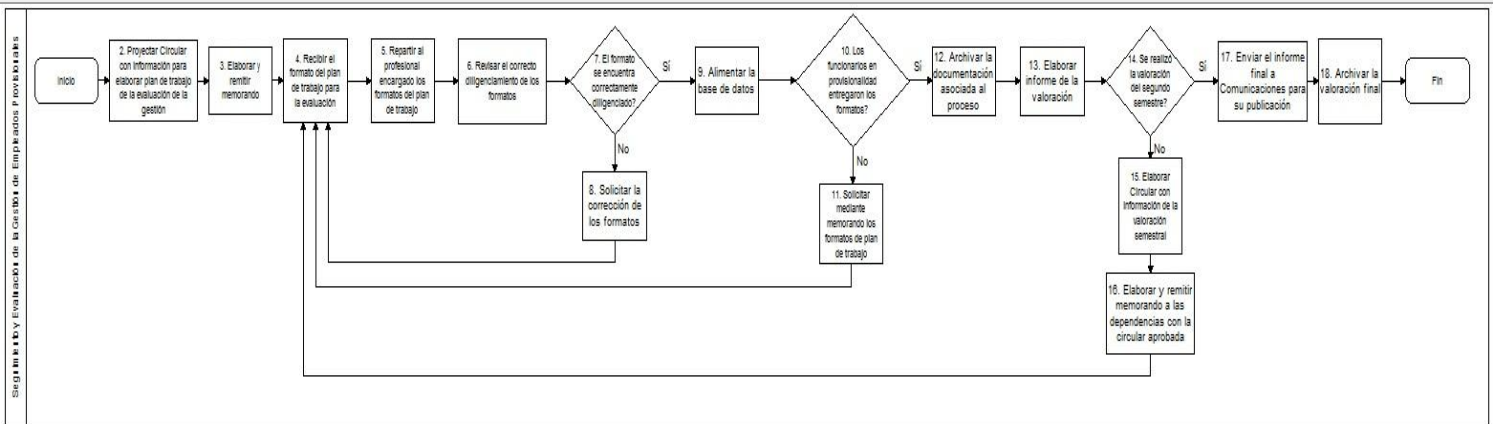 Seguimiento y Evaluación de la Gestión de Empleados Provisionales
Inicio
2. Proyectar Circular
con información para
elaborar plan de trabajo
de la evaluación de la
gestión
3. Elaborar y
remitir
memorando
4. Recibir el
formato del plan
de trabajo para
la evaluación
5. Repartir al
profesional
encargado los
formatos del plan
de trabajo
6. Revisar el correcto
diligenciamiento de los
formatos
7. El formato
se encuentra
correctamente
diligenciado?
Sí
No
8. Solicitar la
corrección de
los formatos
9. Alimentar la
base de datos
10. Los
funcionarios en
provisionalidad
entregaron los
formatos?
Sí
No
11. Solicitar
mediante
memorando los
formatos de plan
de trabajo
12. Archivar la
documentación
asociada al
proceso
13. Elaborar
informe de la
valoración
14. Se realizó
la valoración
del segundo
semestre?
Sí
No
15. Elaborar
Circular con
información de la
valoración
semestral
16. Elaborar y remitir
memorando a las
dependencias con la
circular aprobada
17. Enviar el informe
final a
Comunicaciones para
su publicación
18. Archivar la
valoración final
Fin